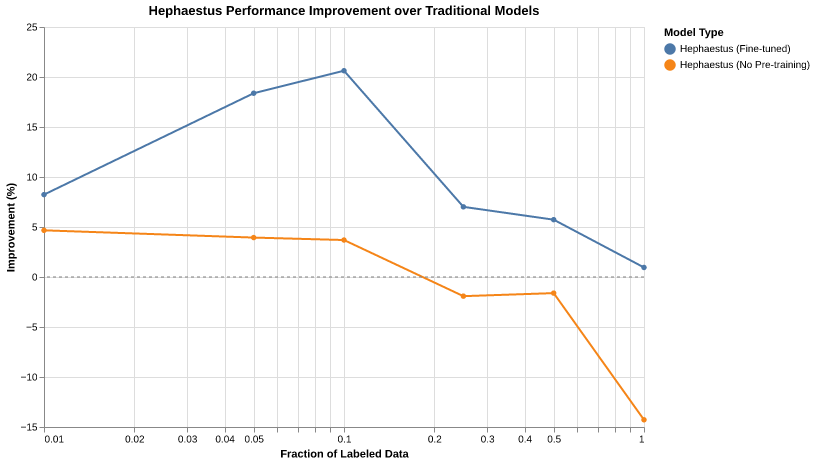 Hephaestus Performance Improvement over Traditional Models
Model Type
Hephaestus (Fine-tuned)
Hephaestus (No Pre-training)
Improvement (%)
25
20
15
10
5
0
−5
−10
−15
0.01 0.02 0.03 0.04 0.05 0.1 0.2 0.3 0.4 0.5 1
Fraction of Labeled Data